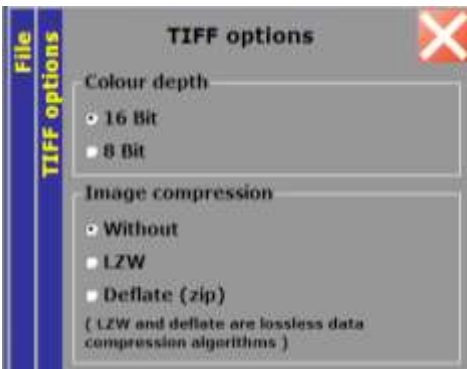 File
TIFF options
TIFF options
Colour depth
16 Bit
8 Bit
Image compression
Without
LZW
Deflate (zip)
( LZW and deflate are lossless data
compression algorithms )